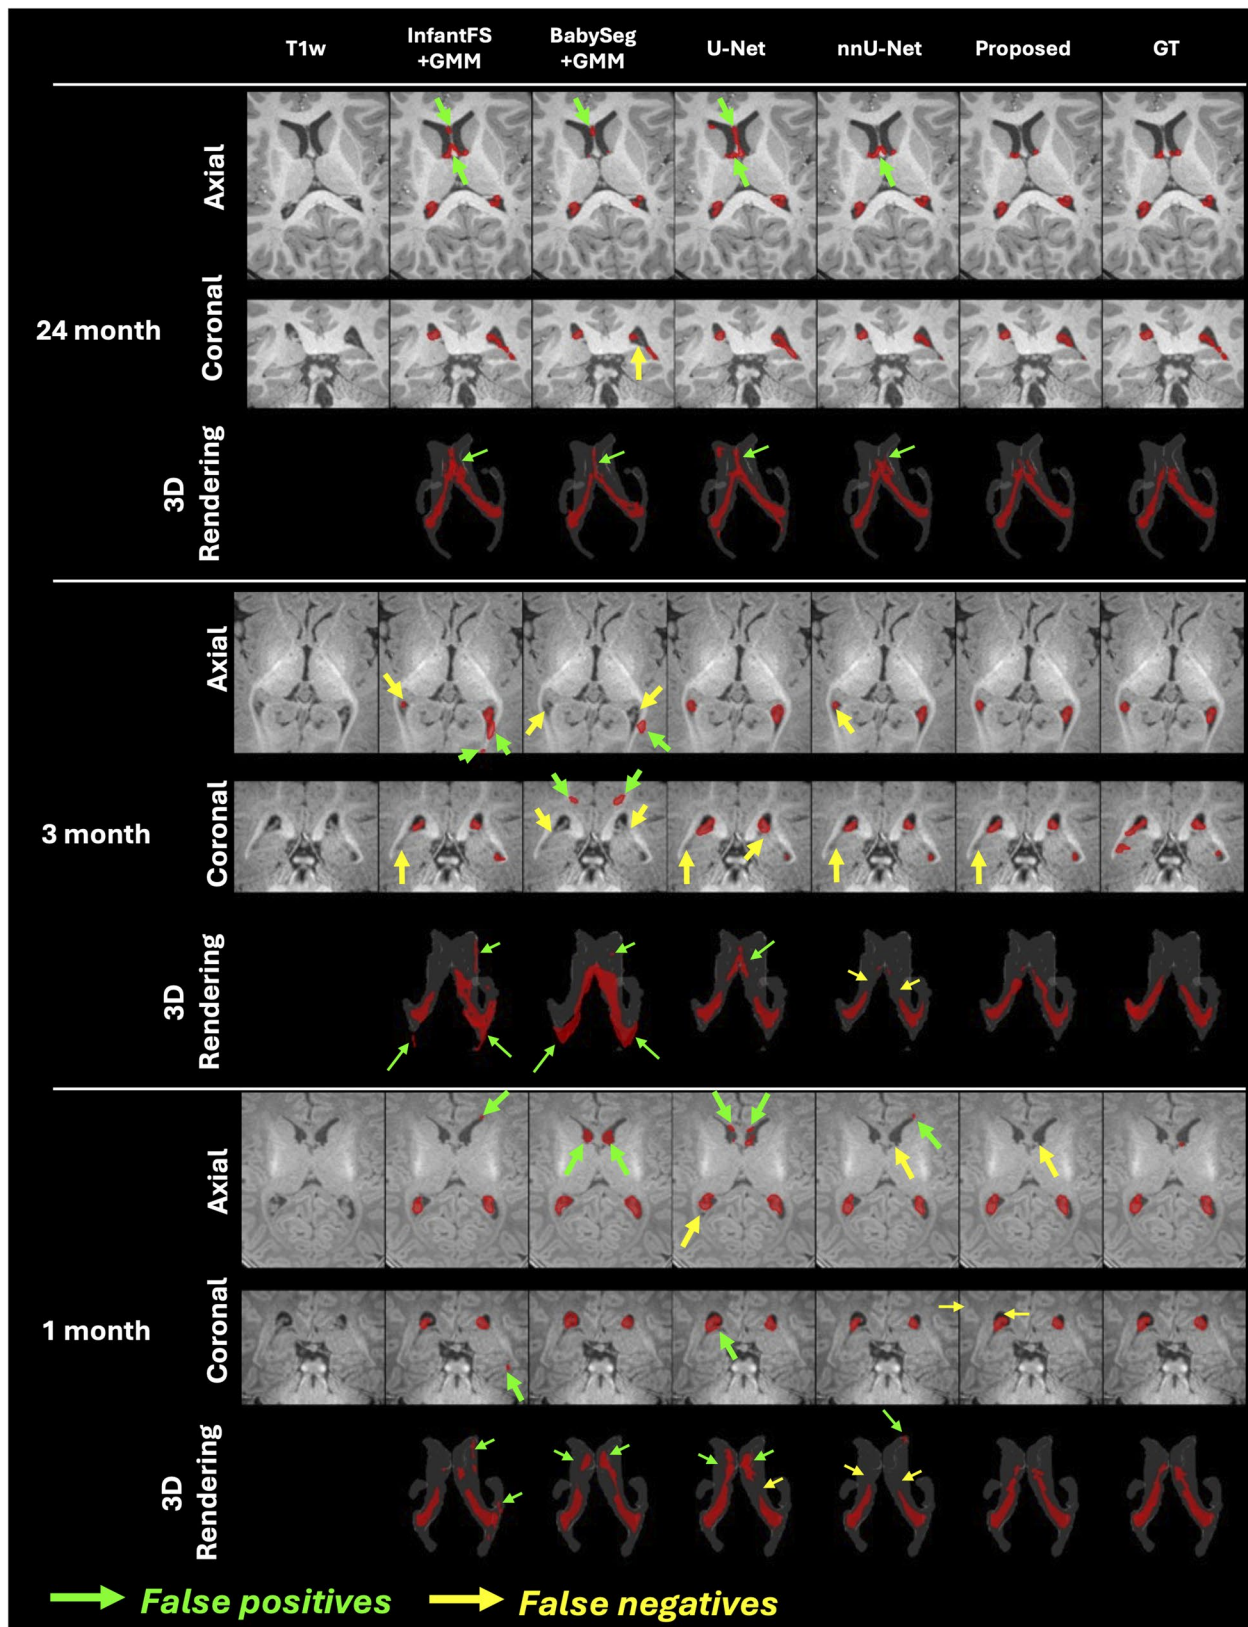 T1w
InfantFS
+GMM
BabySeg
+GMM
U-Net
nnU-Net
Proposed
GT
24 month
Axial
Coronal
3D
Rendering
3 month
Axial
Coronal
3D
Rendering
1 month
Axial
Coronal
3D
Rendering
False positives
False negatives